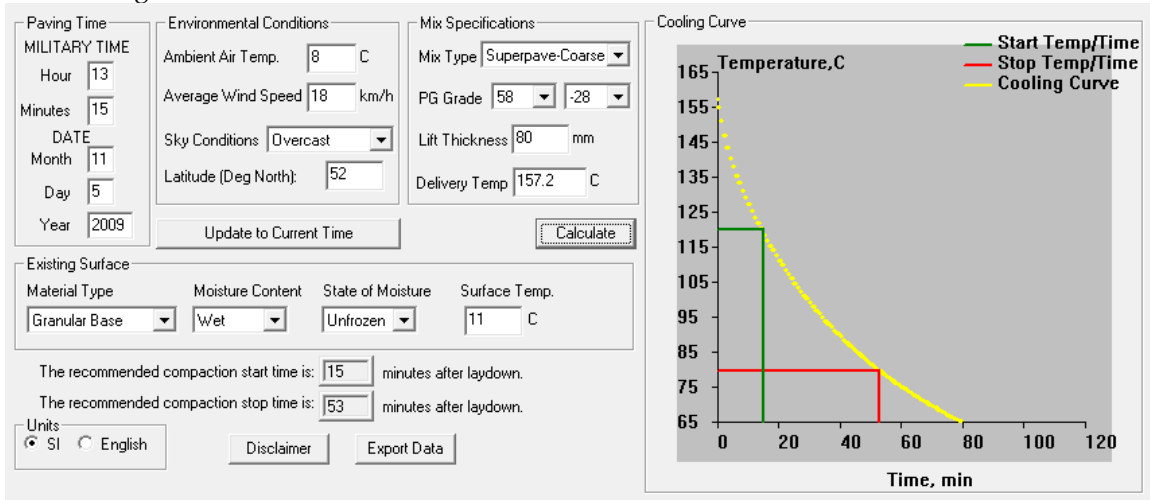 Paving Time
MILITARY TIME
Hour 13
Minutes 15
DATE
Month 11
Day 5
Year 2009
Environmental Conditions
Ambient Air Temp. 8 C
Average Wind Speed 18 km/h
Sky Conditions Overcast
Latitude (Deg North): 52
Mix Specifications
Mix Type Superpave-Coarse
PG Grade 58 -28
Lift Thickness 80 mm
Delivery Temp 157.2 C
Update to Current Time
Calculate
Existing Surface
Material Type Moisture Content State of Moisture Surface Temp.
Granular Base Wet Unfrozen 11 C
The recommended compaction start time is: 15 minutes after laydown.
The recommended compaction stop time is: 53 minutes after laydown.
Units
SI English
Disclaimer
Export Data
Cooling Curve
Start Temp/Time
Stop Temp/Time
Cooling Curve
Temperature,C
165
155
145
135
125
115
105
95
85
75
65
0 20 40 60 80 100 120
Time, min